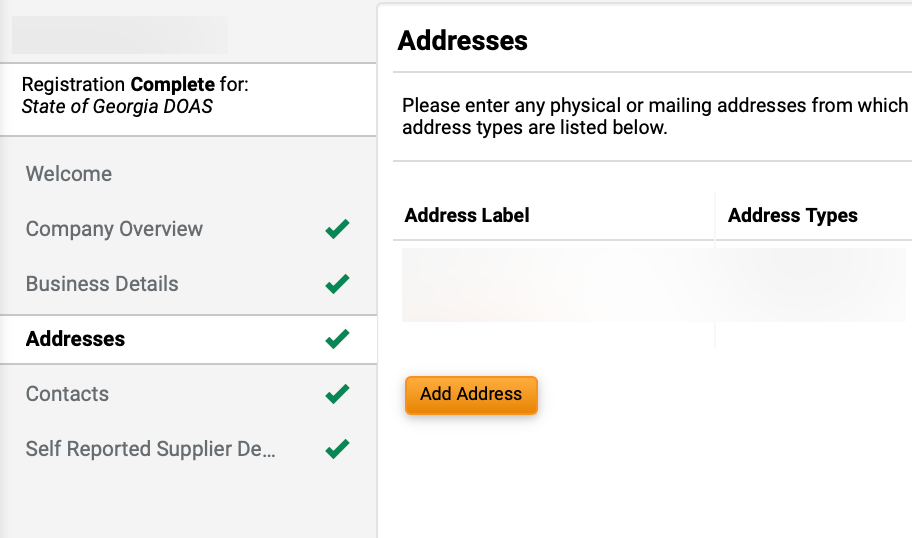 Registration Complete for:
State of Georgia DOAS
Welcome
Company Overview
Business Details
Addresses
Contacts
Self Reported Supplier De...
Addresses
Please enter any physical or mailing addresses from which
address types are listed below.
Address Label
Address Types
Add Address